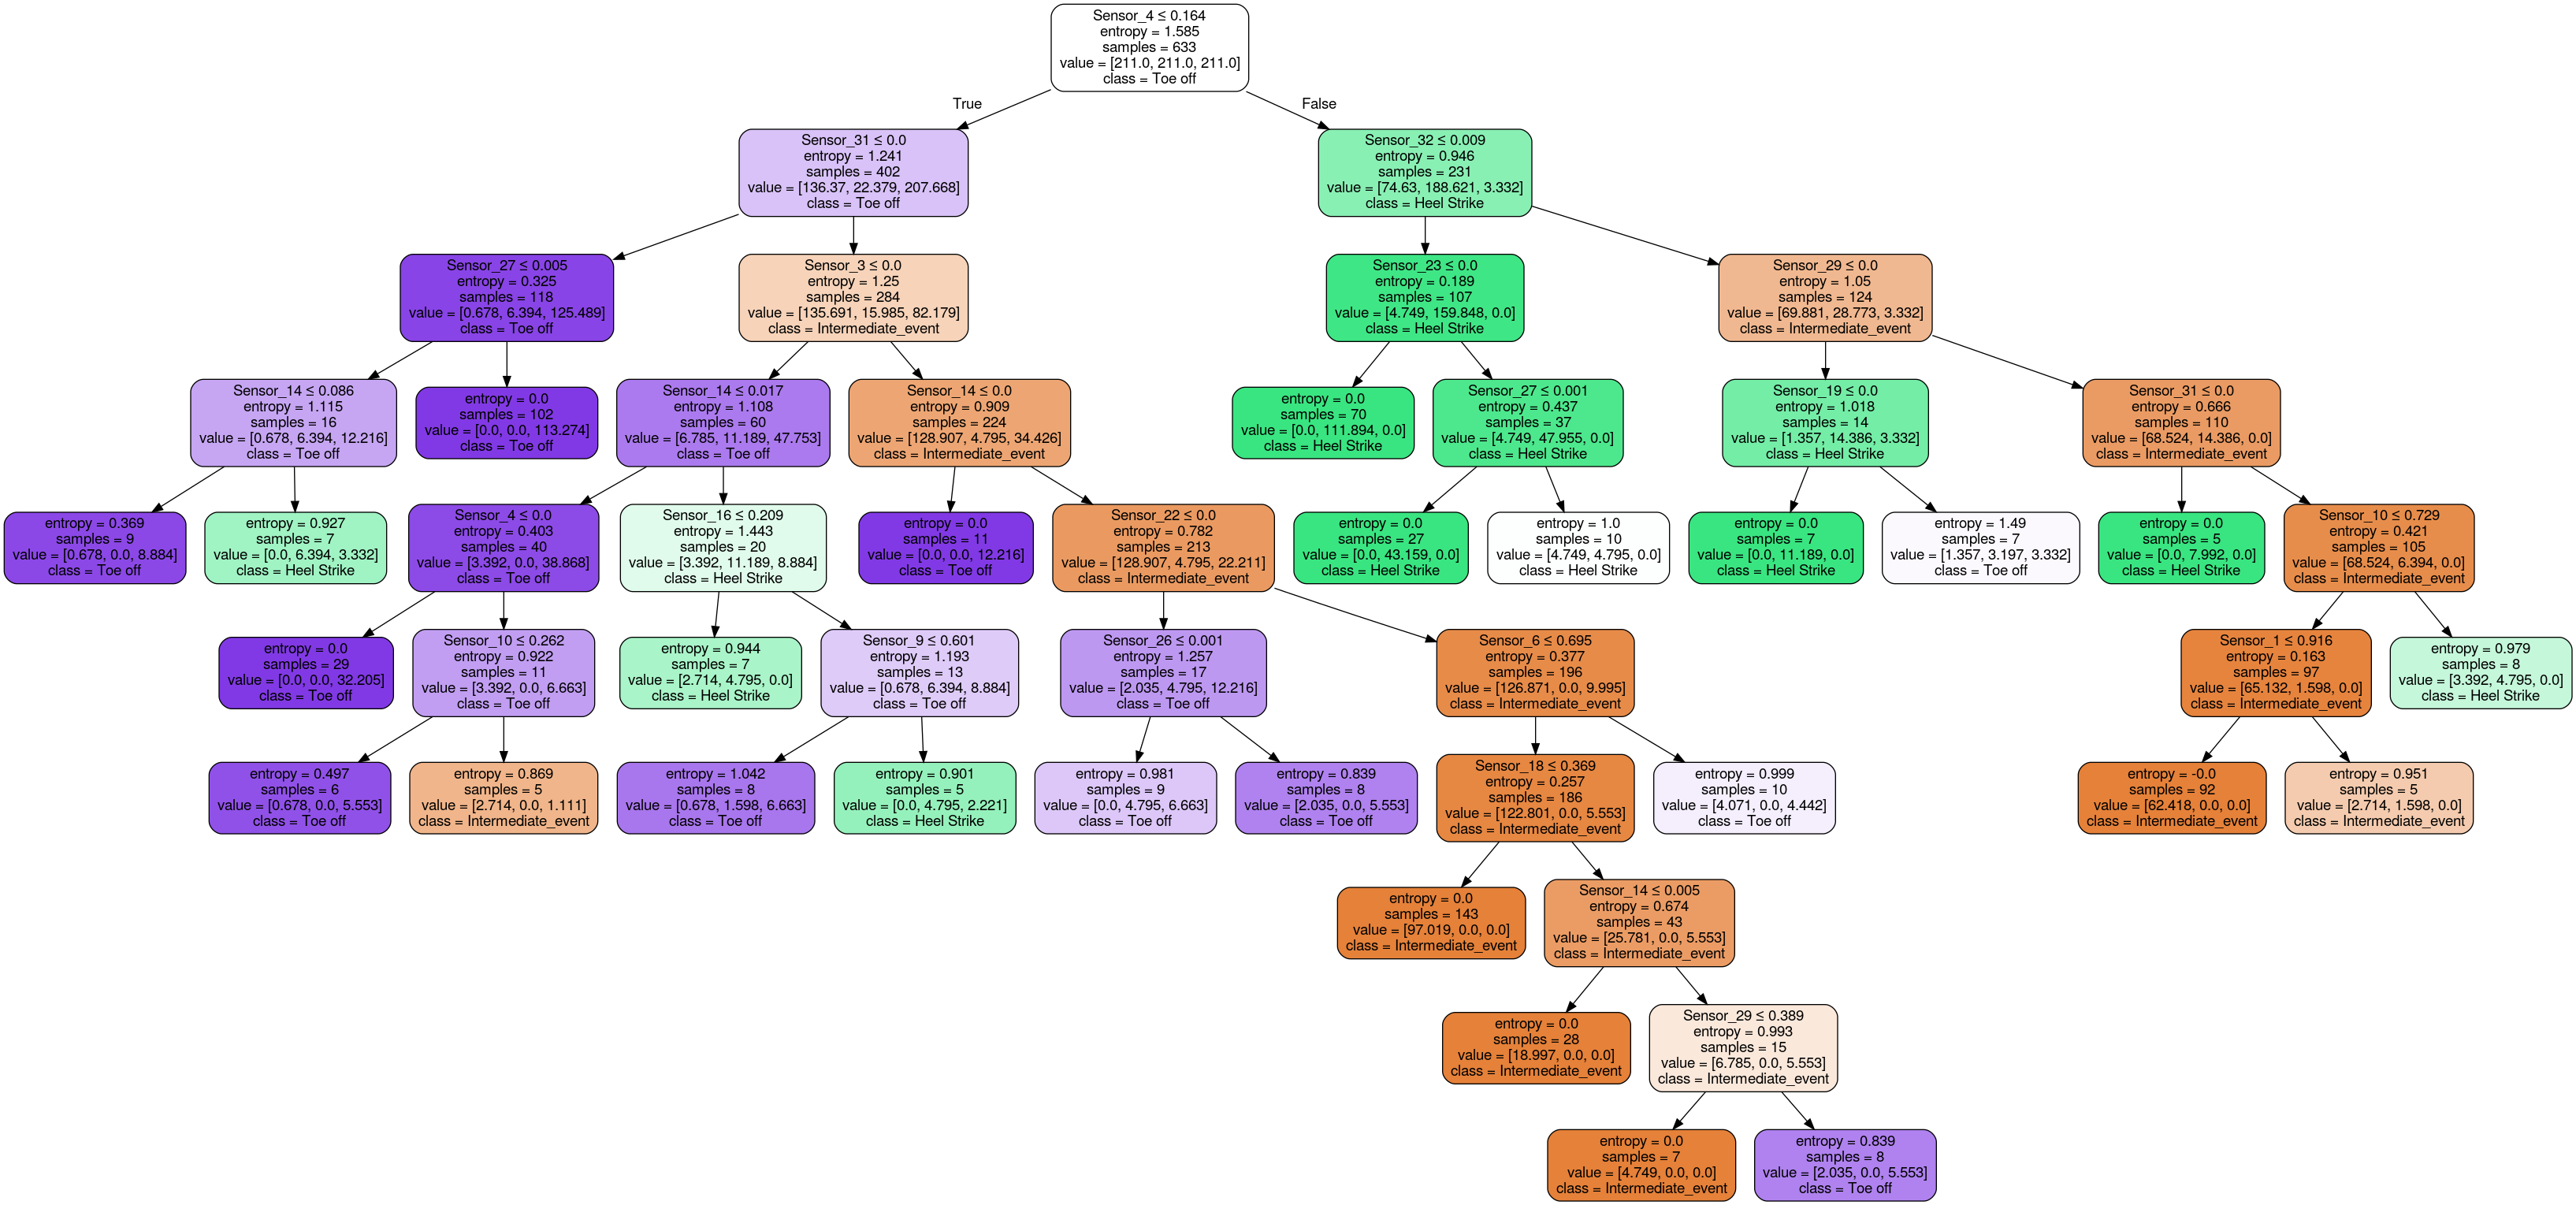 Sensor_4 ≤ 0.164
entropy = 1.585
samples = 633
value = [211.0, 211.0, 211.0]
class = Toe off
True
False
Sensor_31 ≤ 0.0
entropy = 1.241
samples = 402
value = [136.37, 22.379, 207.668]
class = Toe off
Sensor_32 ≤ 0.009
entropy = 0.946
samples = 231
value = [74.63, 188.621, 3.332]
class = Heel Strike
Sensor_27 ≤ 0.005
entropy = 0.325
samples = 118
value = [0.678, 6.394, 125.489]
class = Toe off
Sensor_3 ≤ 0.0
entropy = 1.25
samples = 284
value = [135.691, 15.985, 82.179]
class = Intermediate_event
Sensor_23 ≤ 0.0
entropy = 0.189
samples = 107
value = [4.749, 159.848, 0.0]
class = Heel Strike
Sensor_29 ≤ 0.0
entropy = 1.05
samples = 124
value = [69.881, 28.773, 3.332]
class = Intermediate_event
Sensor_14 ≤ 0.086
entropy = 1.115
samples = 16
value = [0.678, 6.394, 12.216]
class = Toe off
entropy = 0.0
samples = 102
value = [0.0, 0.0, 113.274]
class = Toe off
Sensor_14 ≤ 0.017
entropy = 1.108
samples = 60
value = [6.785, 11.189, 47.753]
class = Toe off
Sensor_14 ≤ 0.0
entropy = 0.909
samples = 224
value = [128.907, 4.795, 34.426]
class = Intermediate_event
entropy = 0.0
samples = 70
value = [0.0, 111.894, 0.0]
class = Heel Strike
Sensor_27 ≤ 0.001
entropy = 0.437
samples = 37
value = [4.749, 47.955, 0.0]
class = Heel Strike
Sensor_19 ≤ 0.0
entropy = 1.018
samples = 14
value = [1.357, 14.386, 3.332]
class = Heel Strike
Sensor_31 ≤ 0.0
entropy = 0.666
samples = 110
value = [68.524, 14.386, 0.0]
class = Intermediate_event
entropy = 0.369
samples = 9
value = [0.678, 0.0, 8.884]
class = Toe off
entropy = 0.927
samples = 7
value = [0.0, 6.394, 3.332]
class = Heel Strike
Sensor_4 ≤ 0.0
entropy = 0.403
samples = 40
value = [3.392, 0.0, 38.868]
class = Toe off
Sensor_16 ≤ 0.209
entropy = 1.443
samples = 20
value = [3.392, 11.189, 8.884]
class = Heel Strike
entropy = 0.0
samples = 11
value = [0.0, 0.0, 12.216]
class = Toe off
Sensor_22 ≤ 0.0
entropy = 0.782
samples = 213
value = [128.907, 4.795, 22.211]
class = Intermediate_event
entropy = 0.0
samples = 27
value = [0.0, 43.159, 0.0]
class = Heel Strike
entropy = 1.0
samples = 10
value = [4.749, 4.795, 0.0]
class = Heel Strike
entropy = 0.0
samples = 7
value = [0.0, 11.189, 0.0]
class = Heel Strike
entropy = 1.49
samples = 7
value = [1.357, 3.197, 3.332]
class = Toe off
entropy = 0.0
samples = 5
value = [0.0, 7.992, 0.0]
class = Heel Strike
Sensor_10 ≤ 0.729
entropy = 0.421
samples = 105
value = [68.524, 6.394, 0.0]
class = Intermediate_event
entropy = 0.0
samples = 29
value = [0.0, 0.0, 32.205]
class = Toe off
Sensor_10 ≤ 0.262
entropy = 0.922
samples = 11
value = [3.392, 0.0, 6.663]
class = Toe off
entropy = 0.944
samples = 7
value = [2.714, 4.795, 0.0]
class = Heel Strike
Sensor_9 ≤ 0.601
entropy = 1.193
samples = 13
value = [0.678, 6.394, 8.884]
class = Toe off
Sensor_26 ≤ 0.001
entropy = 1.257
samples = 17
value = [2.035, 4.795, 12.216]
class = Toe off
Sensor_6 ≤ 0.695
entropy = 0.377
samples = 196
value = [126.871, 0.0, 9.995]
class = Intermediate_event
Sensor_1 ≤ 0.916
entropy = 0.163
samples = 97
value = [65.132, 1.598, 0.0]
class = Intermediate_event
entropy = 0.979
samples = 8
value = [3.392, 4.795, 0.0]
class = Heel Strike
entropy = 0.497
samples = 6
value = [0.678, 0.0, 5.553]
class = Toe off
entropy = 0.869
samples = 5
value = [2.714, 0.0, 1.111]
class = Intermediate_event
entropy = 1.042
samples = 8
value = [0.678, 1.598, 6.663]
class = Toe off
entropy = 0.901
samples = 5
value = [0.0, 4.795, 2.221]
class = Heel Strike
entropy = 0.981
samples = 9
value = [0.0, 4.795, 6.663]
class = Toe off
entropy = 0.839
samples = 8
value = [2.035, 0.0, 5.553]
class = Toe off
Sensor_18 ≤ 0.369
entropy = 0.257
samples = 186
value = [122.801, 0.0, 5.553]
class = Intermediate_event
entropy = 0.999
samples = 10
value = [4.071, 0.0, 4.442]
class = Toe off
entropy = -0.0
samples = 92
value = [62.418, 0.0, 0.0]
class = Intermediate_event
entropy = 0.951
samples = 5
value = [2.714, 1.598, 0.0]
class = Intermediate_event
entropy = 0.0
samples = 143
value = [97.019, 0.0, 0.0]
class = Intermediate_event
Sensor_14 ≤ 0.005
entropy = 0.674
samples = 43
value = [25.781, 0.0, 5.553]
class = Intermediate_event
entropy = 0.0
samples = 28
value = [18.997, 0.0, 0.0]
class = Intermediate_event
Sensor_29 ≤ 0.389
entropy = 0.993
samples = 15
value = [6.785, 0.0, 5.553]
class = Intermediate_event
entropy = 0.0
samples = 7
value = [4.749, 0.0, 0.0]
class = Intermediate_event
entropy = 0.839
samples = 8
value = [2.035, 0.0, 5.553]
class = Toe off